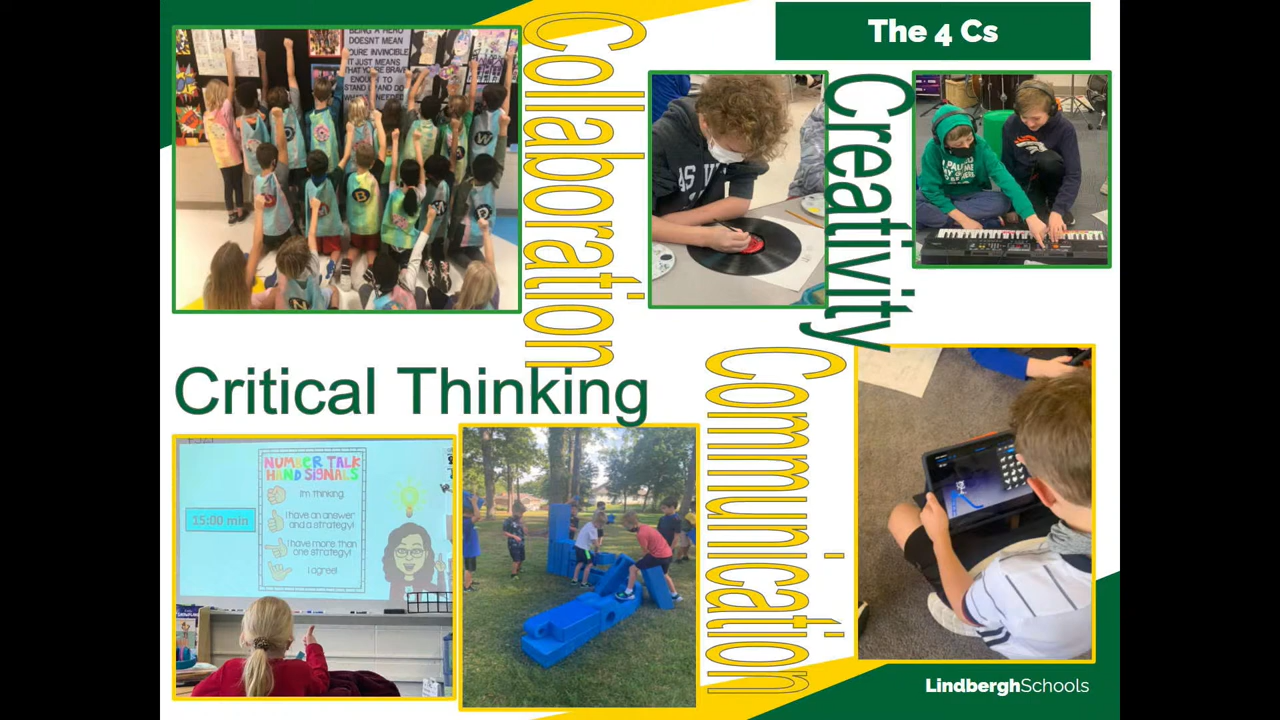 The 4 Cs
BEING A HERO
DOESN'T MEAN
YOU'RE INVINCIBLE
IT JUST MEANS
THAT YOU'RE BRAVE
ENOUGH TO
STAND UP AND DO
Collaboration
Creativity
Critical Thinking
Communication
NUMBER TALK
HAND SIGNALS
I'm thinking.
I have an answer
and a strategy!
I have more than
one strategy!
I agree!
15:00 min
LindberghSchools